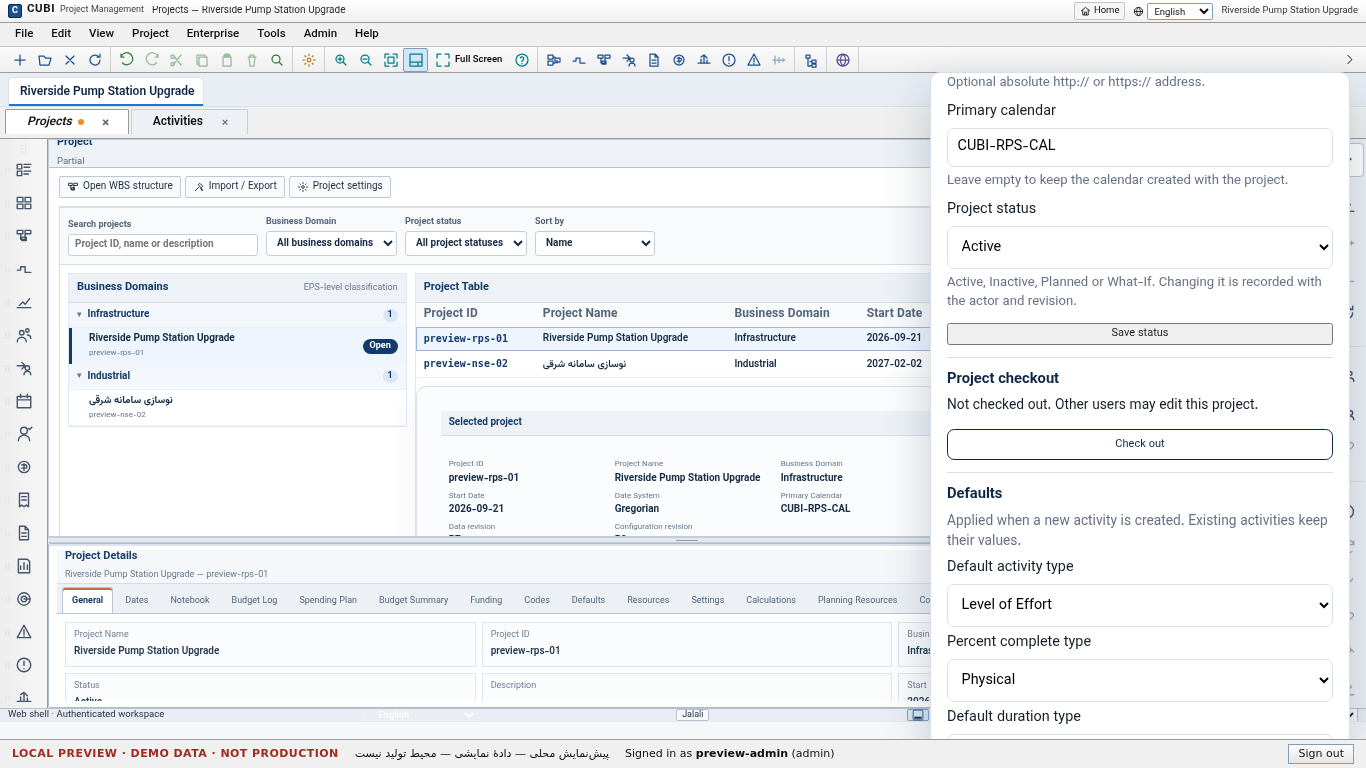 CUBI Project Management Projects — Riverside Pump Station Upgrade Home English Riverside Pump Station Upgrade
File Edit View Project Enterprise Tools Admin Help
Full Screen
Riverside Pump Station Upgrade
Projects × Activities ×
Project
Partial
Open WBS structure Import / Export Project settings
Search projects Business Domain Project status Sort by
Project ID, name or description All business domains All project statuses Name
Business Domains EPS-level classification
Infrastructure 1
Riverside Pump Station Upgrade
preview-rps-01
Open
Industrial 1
نوسازی سامانه شرقی
preview-nse-02
Project Table
Project ID Project Name Business Domain Start Date
preview-rps-01 Riverside Pump Station Upgrade Infrastructure 2026-09-21
preview-nse-02 نوسازی سامانه شرقی Industrial 2027-02-02
Selected project
Project ID Project Name Business Domain
preview-rps-01 Riverside Pump Station Upgrade Infrastructure
Start Date Date System Primary Calendar
2026-09-21 Gregorian CUBI-RPS-CAL
Data revision Configuration revision
Project Details
Riverside Pump Station Upgrade — preview-rps-01
General Dates Notebook Budget Log Spending Plan Budget Summary Funding Codes Defaults Resources Settings Calculations Planning Resources
Project Name Project ID
Riverside Pump Station Upgrade preview-rps-01
Status Description Start
Active
Web shell · Authenticated workspace English Jalali
Optional absolute http:// or https:// address.
Primary calendar
CUBI-RPS-CAL
Leave empty to keep the calendar created with the project.
Project status
Active
Active, Inactive, Planned or What-If. Changing it is recorded with
the actor and revision.
Save status
Project checkout
Not checked out. Other users may edit this project.
Check out
Defaults
Applied when a new activity is created. Existing activities keep
their values.
Default activity type
Level of Effort
Percent complete type
Physical
Default duration type
LOCAL PREVIEW · DEMO DATA · NOT PRODUCTION پیش‌نمایش محلی — دادهٔ نمایشی — محیط تولید نیست Signed in as preview-admin (admin) Sign out